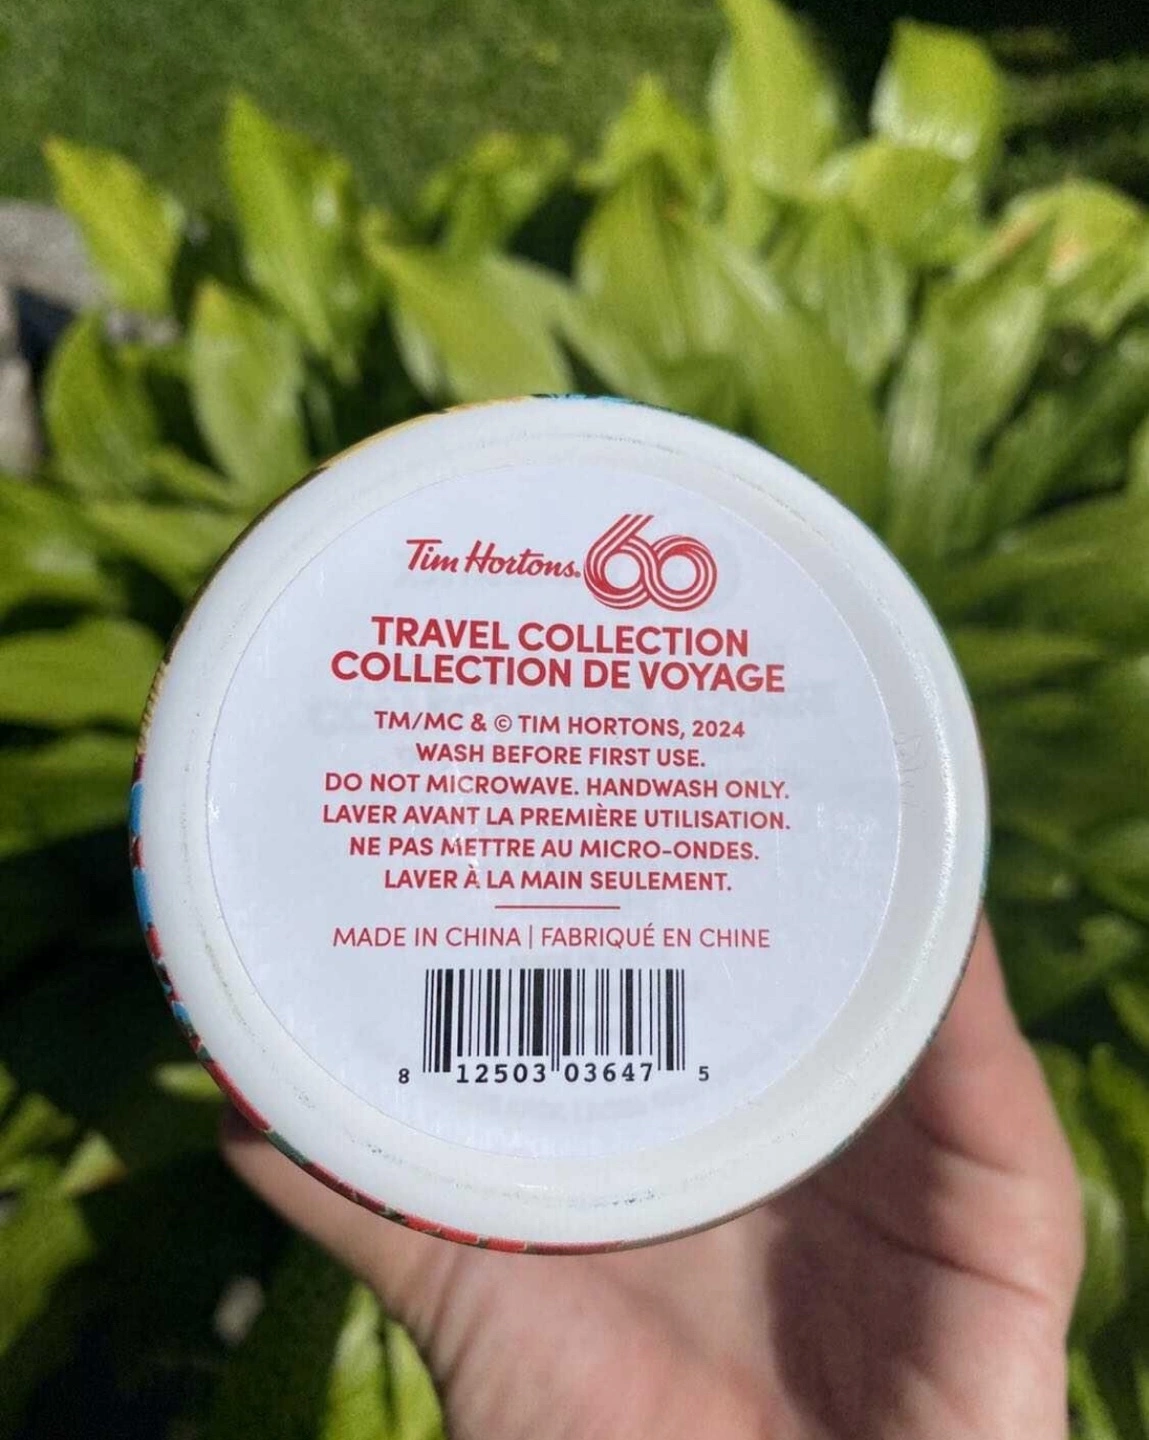 Tim Hortons. 60
TRAVEL COLLECTION
COLLECTION DE VOYAGE
TM/MC & © TIM HORTONS, 2024
WASH BEFORE FIRST USE.
DO NOT MICROWAVE. HANDWASH ONLY.
LAVER AVANT LA PREMIÈRE UTILISATION.
NE PAS METTRE AU MICRO-ONDES.
LAVER À LA MAIN SEULEMENT.
MADE IN CHINA | FABRIQUÉ EN CHINE
8 12503 03647 5